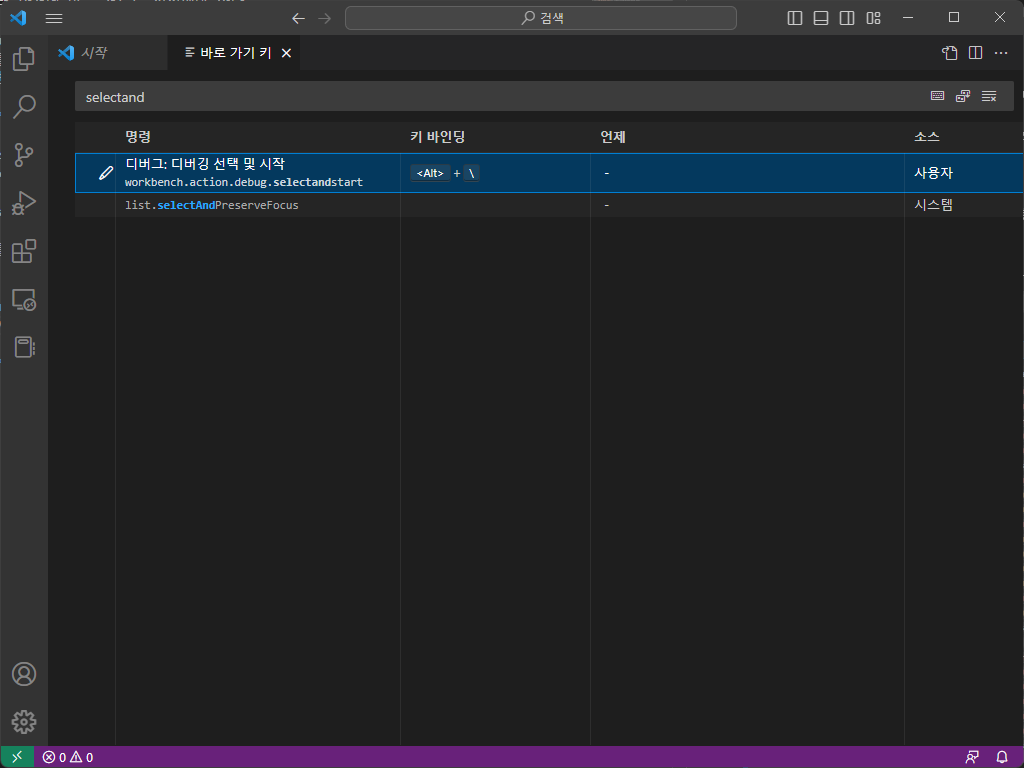 검색
시작
바로 가기 키
selectand
명령 키 바인딩 언제 소스
디버그: 디버깅 선택 및 시작
workbench.action.debug.selectandstart
<Alt> + \ - 사용자
list.selectAndPreserveFocus - 시스템
0 0